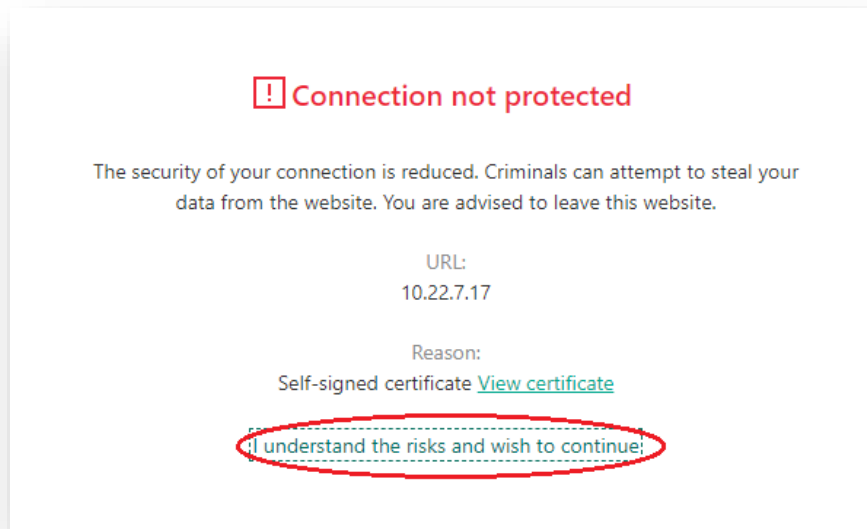 ! Connection not protected
The security of your connection is reduced. Criminals can attempt to steal your
data from the website. You are advised to leave this website.
URL:
10.22.7.17
Reason:
Self-signed certificate View certificate
I understand the risks and wish to continue